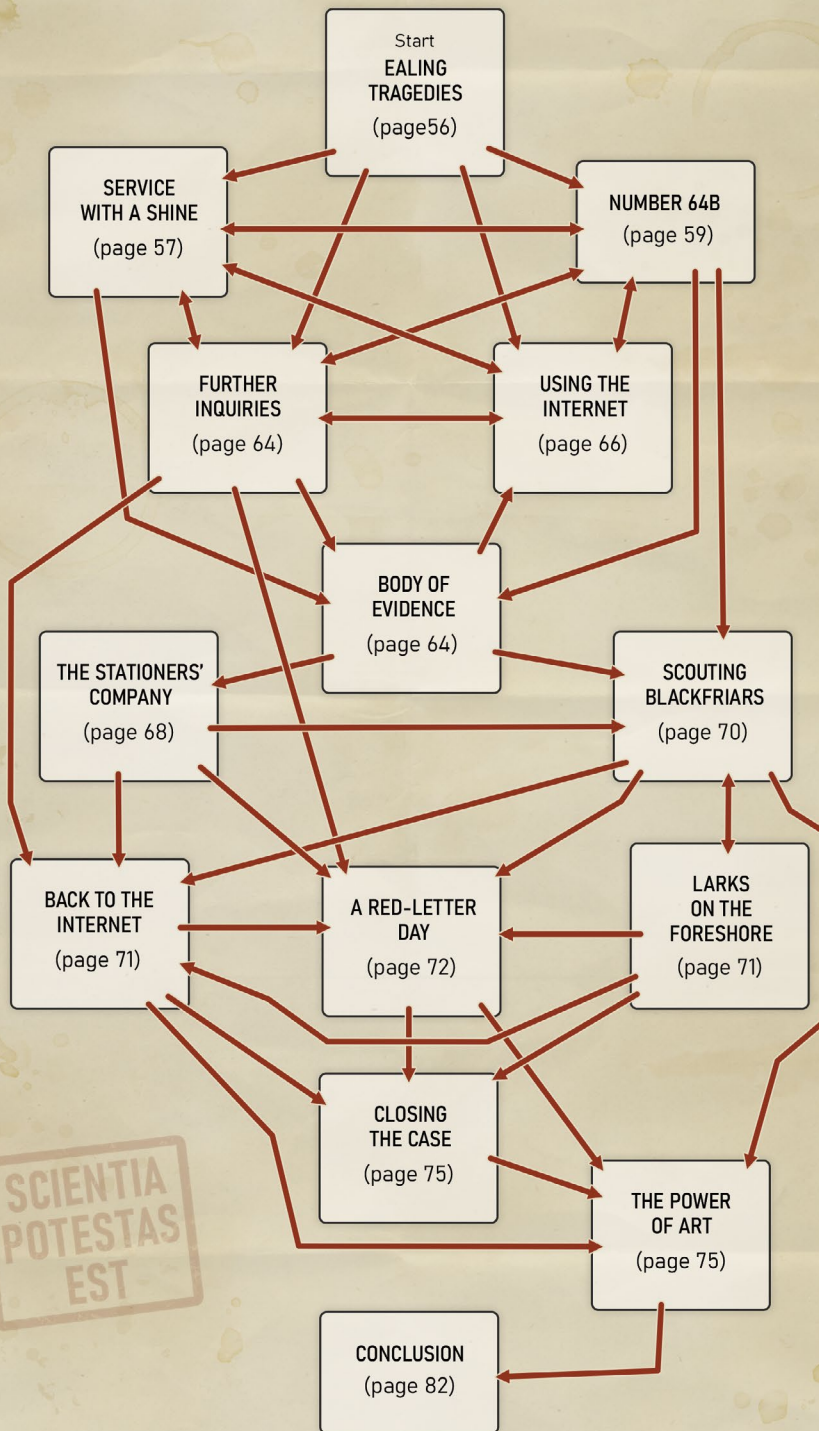 Start
EALING
TRAGEDIES
(page56)
SERVICE
WITH A SHINE
(page 57)
NUMBER 64B
(page 59)
FURTHER
INQUIRIES
(page 64)
USING THE
INTERNET
(page 66)
BODY OF
EVIDENCE
(page 64)
THE STATIONERS’
COMPANY
(page 68)
SCOUTING
BLACKFRIARS
(page 70)
BACK TO THE
INTERNET
(page 71)
A RED-LETTER
DAY
(page 72)
LARKS
ON THE
FORESHORE
(page 71)
CLOSING
THE CASE
(page 75)
SCIENTIA
POTESTAS
EST
THE POWER
OF ART
(page 75)
CONCLUSION
(page 82)